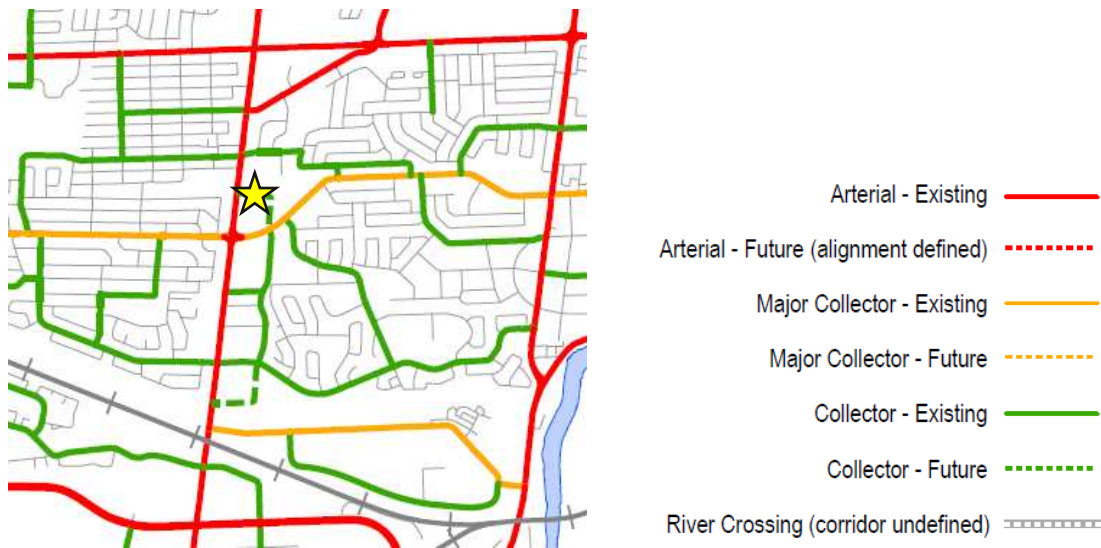 Arterial - Existing
Arterial - Future (alignment defined)
Major Collector - Existing
Major Collector - Future
Collector - Existing
Collector - Future
River Crossing (corridor undefined)